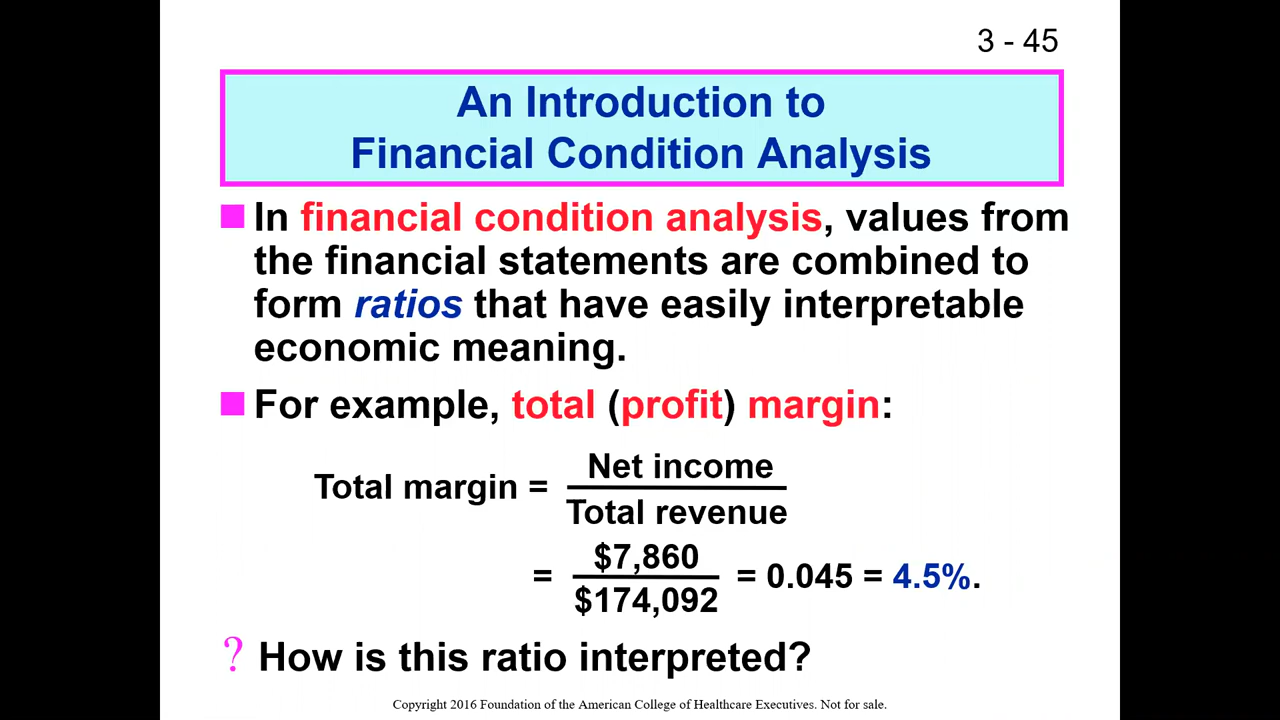 3 - 45
An Introduction to
Financial Condition Analysis
In financial condition analysis, values from
the financial statements are combined to
form ratios that have easily interpretable
economic meaning.
For example, total (profit) margin:
Total margin = Net income
Total revenue
= $7,860
$174,092
= 0.045 = 4.5%.
? How is this ratio interpreted?
Copyright 2016 Foundation of the American College of Healthcare Executives. Not for sale.